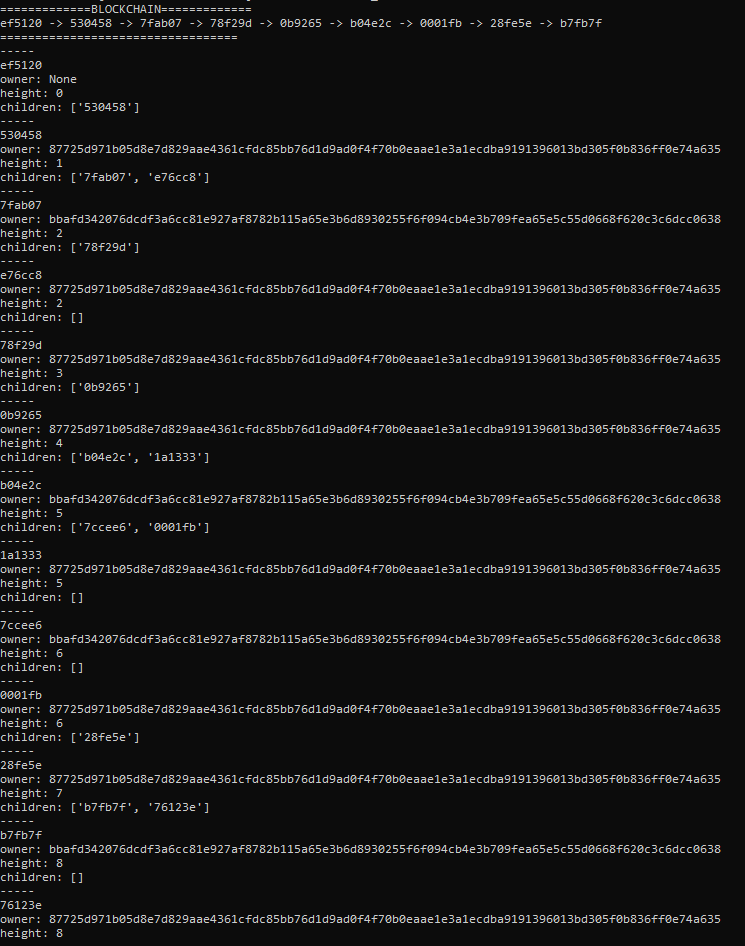 =============BLOCKCHAIN=============
ef5120 -> 530458 -> 7fab07 -> 78f29d -> 0b9265 -> b04e2c -> 0001fb -> 28fe5e -> b7fb7f
==================================
-----
ef5120
owner: None
height: 0
children: ['530458']
-----
530458
owner: 87725d971b05d8e7d829aae4361cfdc85bb76d1d9ad0f4f70b0eaae1e3a1ecdba9191396013bd305f0b836ff0e74a635
height: 1
children: ['7fab07', 'e76cc8']
-----
7fab07
owner: bbafd342076dcdf3a6cc81e927af8782b115a65e3b6d8930255f6f094cb4e3b709fea65e5c55d0668f620c3c6dcc0638
height: 2
children: ['78f29d']
-----
e76cc8
owner: 87725d971b05d8e7d829aae4361cfdc85bb76d1d9ad0f4f70b0eaae1e3a1ecdba9191396013bd305f0b836ff0e74a635
height: 2
children: []
-----
78f29d
owner: 87725d971b05d8e7d829aae4361cfdc85bb76d1d9ad0f4f70b0eaae1e3a1ecdba9191396013bd305f0b836ff0e74a635
height: 3
children: ['0b9265']
-----
0b9265
owner: 87725d971b05d8e7d829aae4361cfdc85bb76d1d9ad0f4f70b0eaae1e3a1ecdba9191396013bd305f0b836ff0e74a635
height: 4
children: ['b04e2c', '1a1333']
-----
b04e2c
owner: bbafd342076dcdf3a6cc81e927af8782b115a65e3b6d8930255f6f094cb4e3b709fea65e5c55d0668f620c3c6dcc0638
height: 5
children: ['7ccee6', '0001fb']
-----
1a1333
owner: 87725d971b05d8e7d829aae4361cfdc85bb76d1d9ad0f4f70b0eaae1e3a1ecdba9191396013bd305f0b836ff0e74a635
height: 5
children: []
-----
7ccee6
owner: bbafd342076dcdf3a6cc81e927af8782b115a65e3b6d8930255f6f094cb4e3b709fea65e5c55d0668f620c3c6dcc0638
height: 6
children: []
-----
0001fb
owner: 87725d971b05d8e7d829aae4361cfdc85bb76d1d9ad0f4f70b0eaae1e3a1ecdba9191396013bd305f0b836ff0e74a635
height: 6
children: ['28fe5e']
-----
28fe5e
owner: 87725d971b05d8e7d829aae4361cfdc85bb76d1d9ad0f4f70b0eaae1e3a1ecdba9191396013bd305f0b836ff0e74a635
height: 7
children: ['b7fb7f', '76123e']
-----
b7fb7f
owner: bbafd342076dcdf3a6cc81e927af8782b115a65e3b6d8930255f6f094cb4e3b709fea65e5c55d0668f620c3c6dcc0638
height: 8
children: []
-----
76123e
owner: 87725d971b05d8e7d829aae4361cfdc85bb76d1d9ad0f4f70b0eaae1e3a1ecdba9191396013bd305f0b836ff0e74a635
height: 8